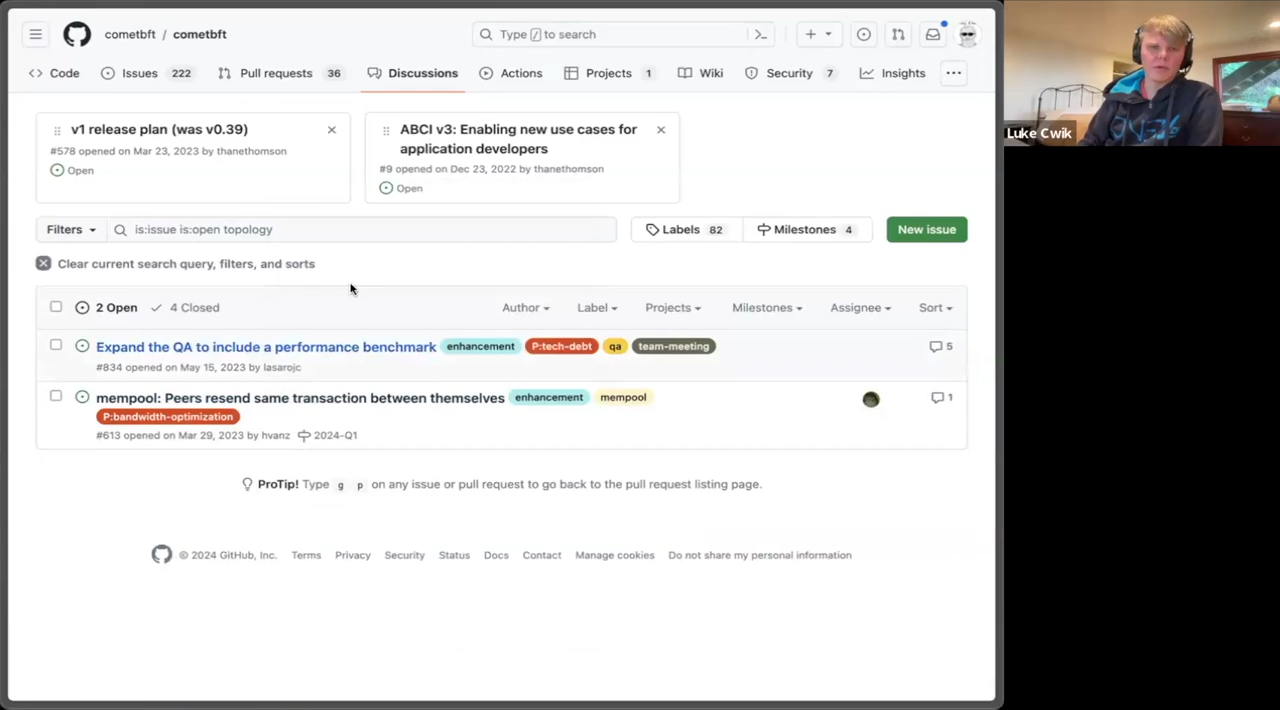 cometbft / cometbft
Type / to search
Code
Issues 222
Pull requests 36
Discussions
Actions
Projects 1
Wiki
Security 7
Insights
Luke Cwik
v1 release plan (was v0.39)
#578 opened on Mar 23, 2023 by thanethomson
Open
ABCI v3: Enabling new use cases for
application developers
#9 opened on Dec 23, 2022 by thanethomson
Open
Filters
is:issue is:open topology
Labels 82
Milestones 4
New issue
Clear current search query, filters, and sorts
2 Open
4 Closed
Author
Label
Projects
Milestones
Assignee
Sort
Expand the QA to include a performance benchmark enhancement P:tech-debt qa team-meeting 5
#834 opened on May 15, 2023 by lasarojc
mempool: Peers resend same transaction between themselves enhancement mempool 1
P:bandwidth-optimization
#613 opened on Mar 29, 2023 by hvanz 2024-Q1
ProTip! Type g p on any issue or pull request to go back to the pull request listing page.
© 2024 GitHub, Inc. Terms Privacy Security Status Docs Contact Manage cookies Do not share my personal information